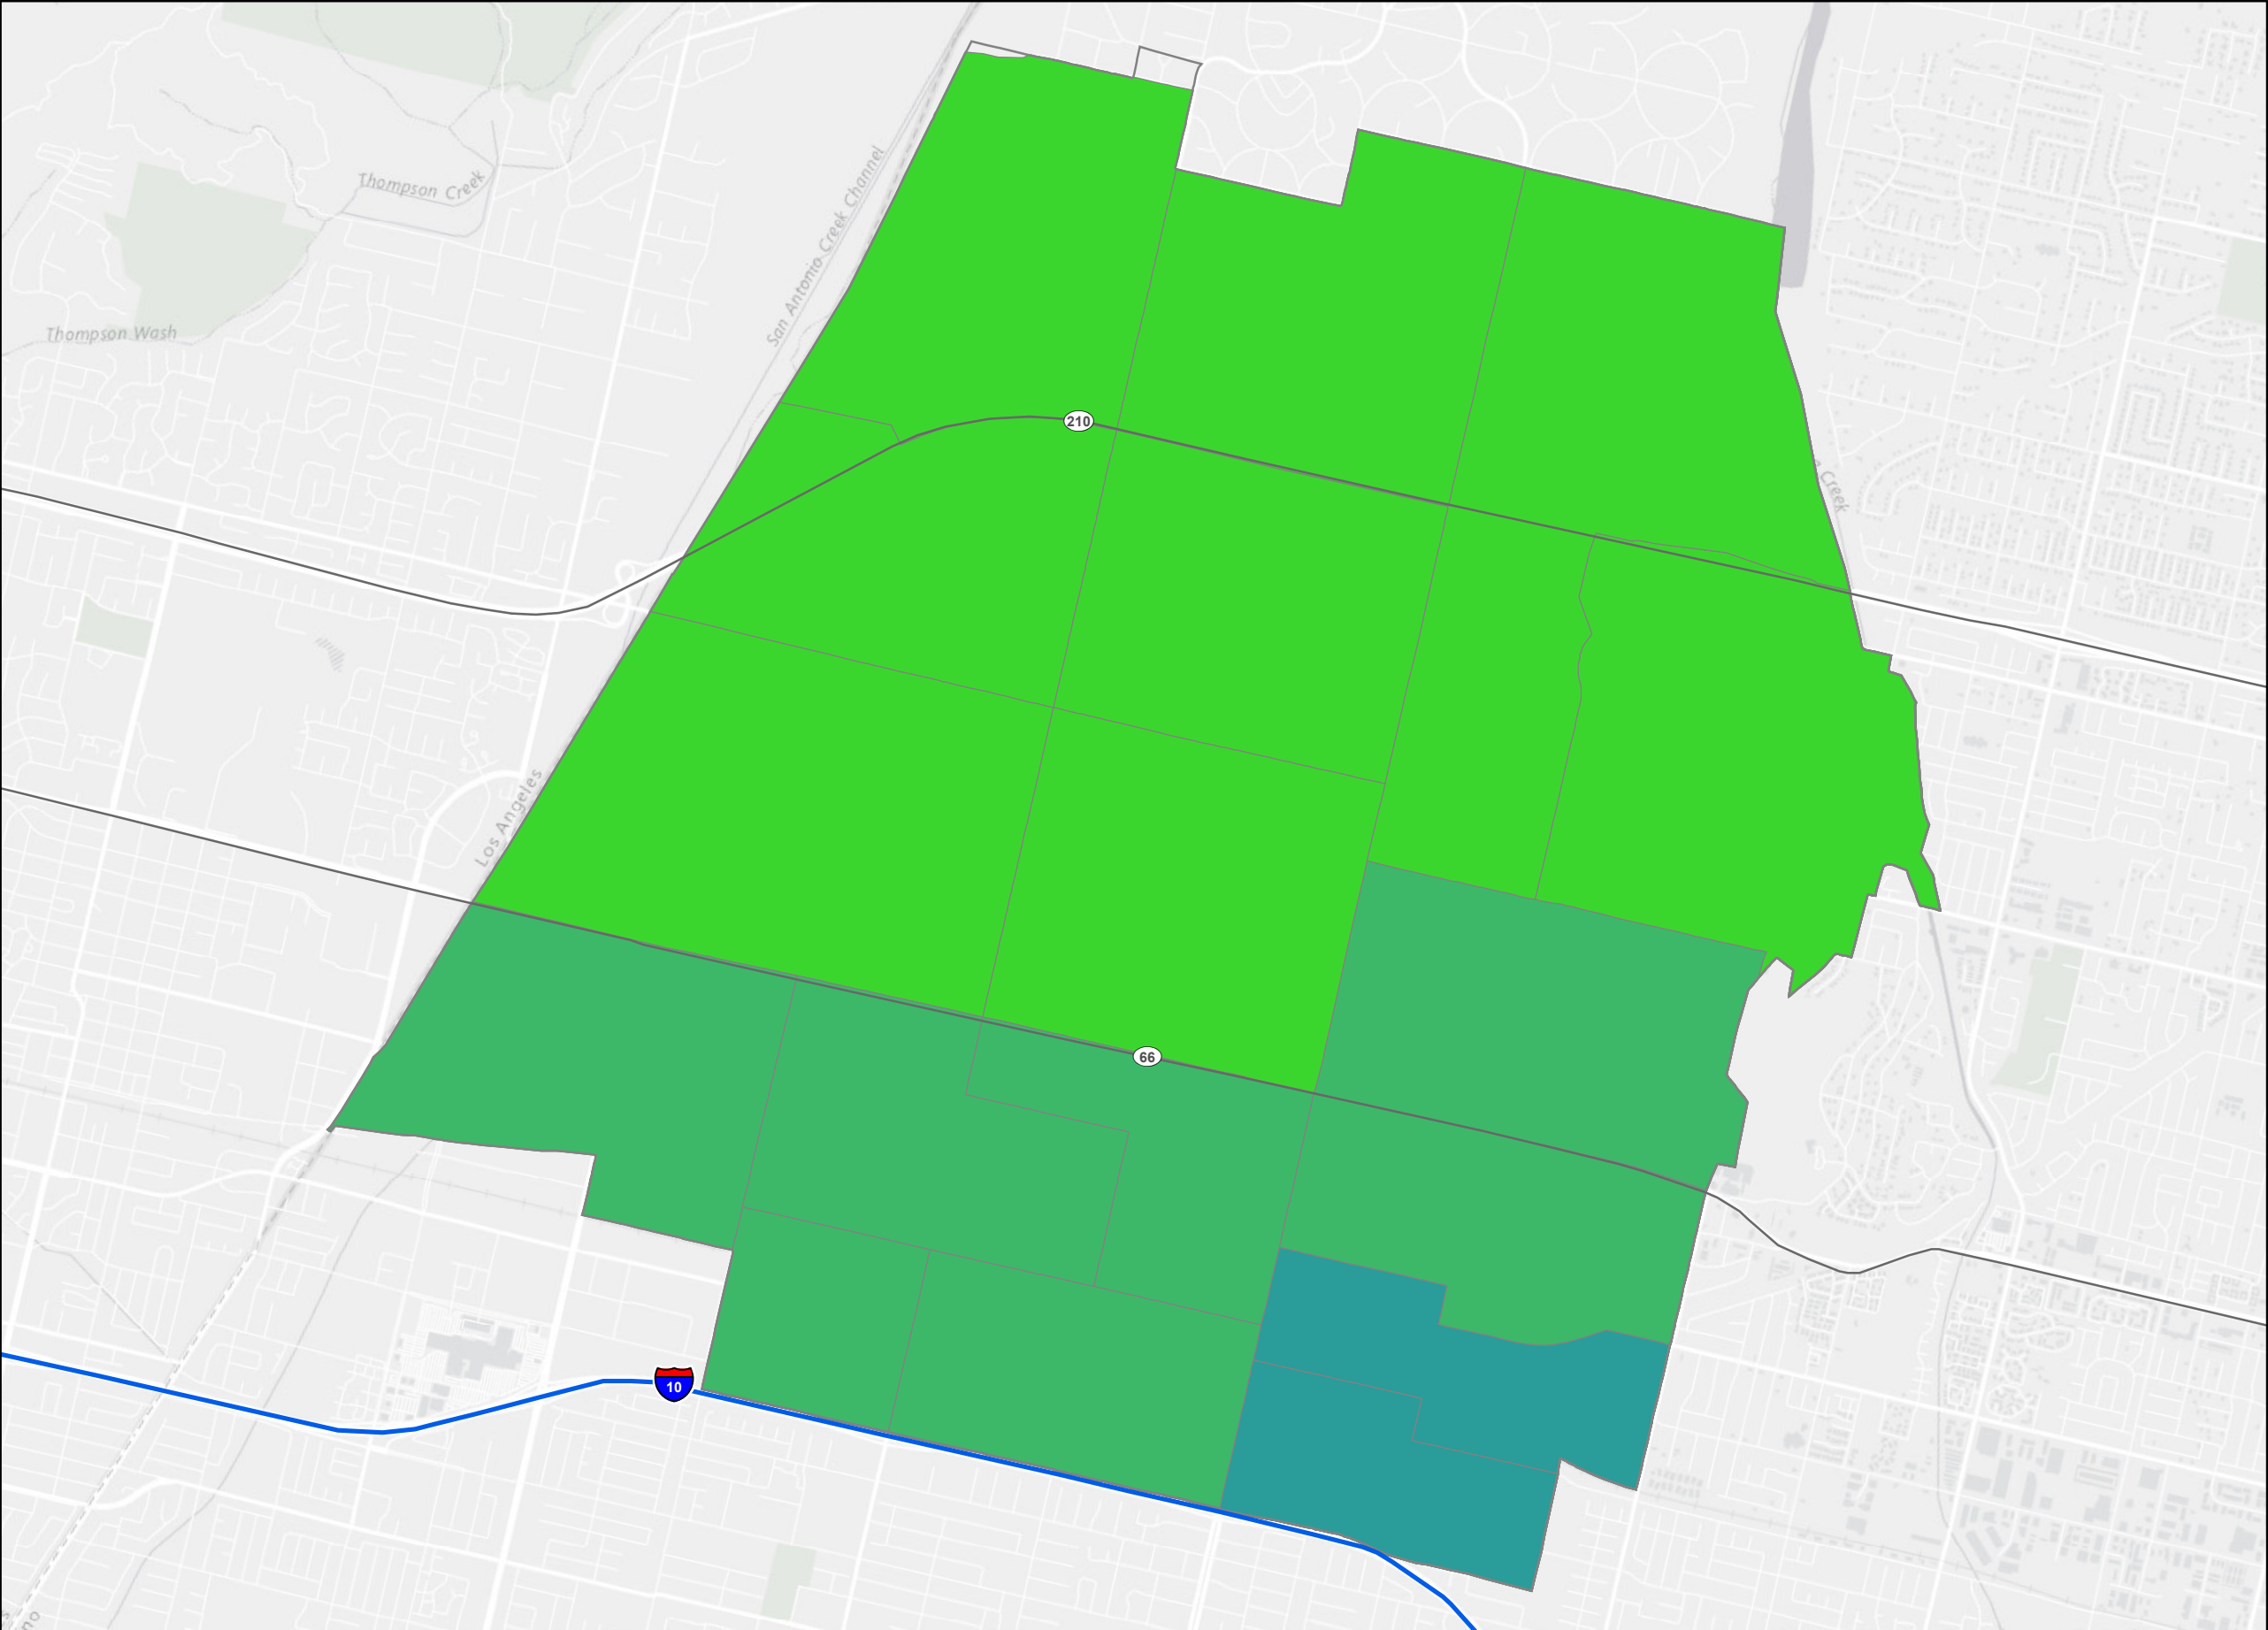 Thompson Creek
San Antonio Creek Channel
Thompson Wash
210
Creek
Los Angeles
66
10